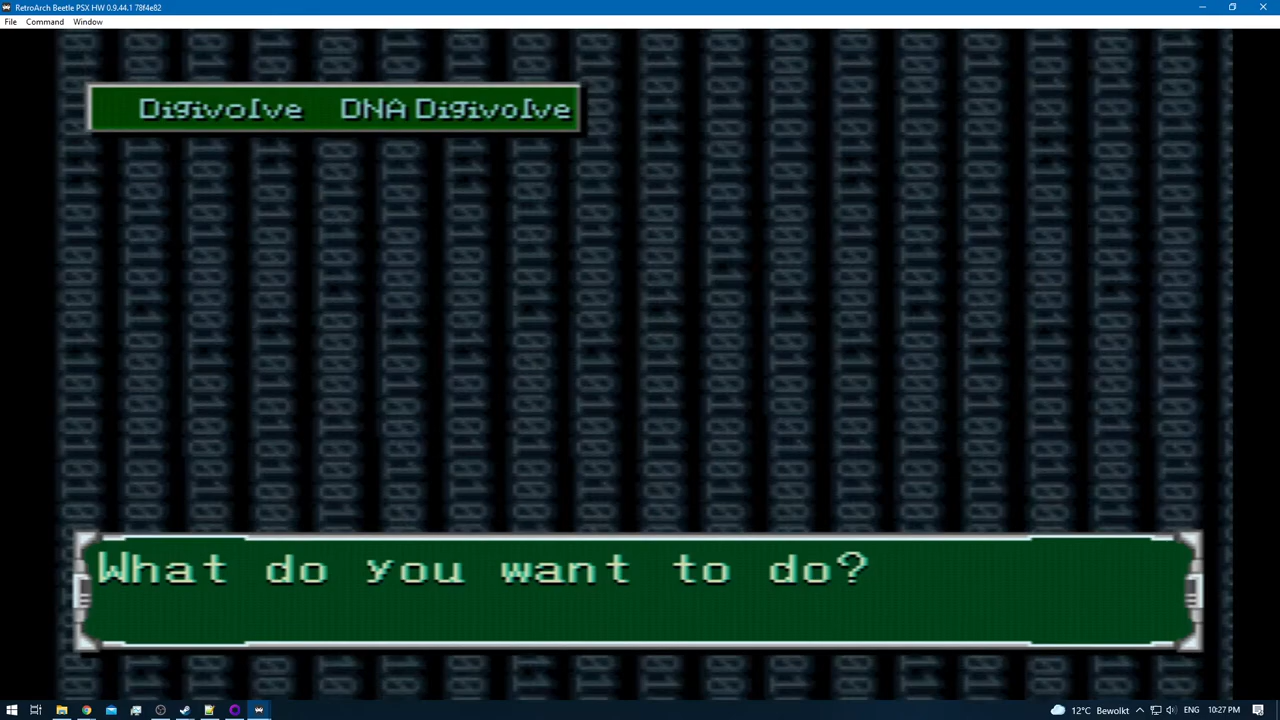 RetroArch Beetle PSX HW 0.9.44.1 78f4e82
File Command Window
Digivolve DNA Digivolve
What do you want to do?
12°C Bewolkt ENG 10:27 PM